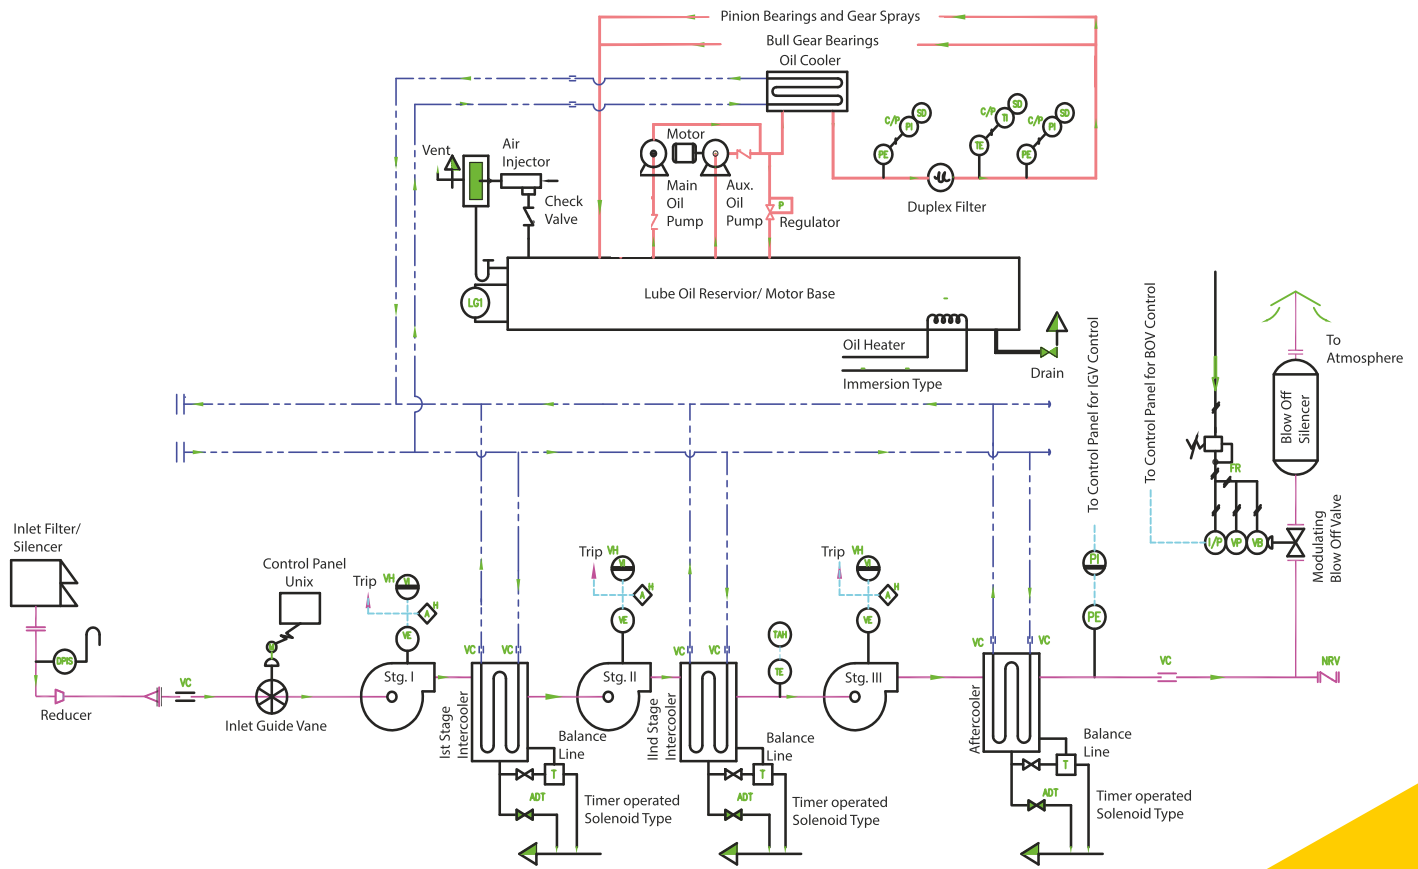 Pinion Bearings and Gear Sprays
Bull Gear Bearings
Oil Cooler
C/P
PI
SD
PE
C/P
TI
SD
TE
C/P
PI
SD
PE
Duplex Filter
Vent
Air
Injector
Check
Valve
Motor
Main
Oil
Pump
Aux.
Oil
Pump
P
Regulator
LG1
Lube Oil Reservior/ Motor Base
Oil Heater
Immersion Type
Drain
To Control Panel for IGV Control
To Control Panel for BOV Control
To
Atmosphere
Blow Off
Silencer
FR
I/P
VP
VB
Modulating
Blow Off Valve
Inlet Filter/
Silencer
DPIS
Reducer
VC
Control Panel
Unix
M
Inlet Guide Vane
Trip
VH
VI
H
A
VE
Stg. I
VC
VC
Ist Stage
Intercooler
Balance
Line
T
ADT
Timer operated
Solenoid Type
Trip
VH
VI
H
A
VE
Stg. II
VC
VC
IInd Stage
Intercooler
Balance
Line
T
ADT
Timer operated
Solenoid Type
TAH
TE
Trip
VH
VI
H
A
VE
Stg. III
VC
VC
Aftercooler
Balance
Line
T
ADT
Timer operated
Solenoid Type
PI
PE
VC
NRV